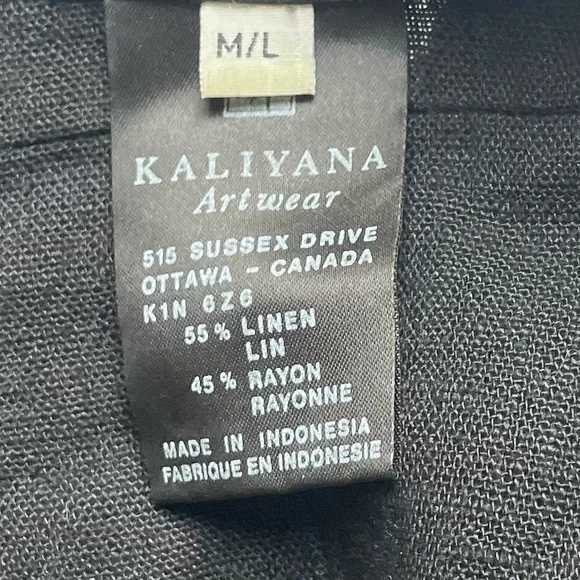 M/L
KALIYANA
Artwear
515 SUSSEX DRIVE
OTTAWA - CANADA
K1N 6Z6
55% LINEN
LIN
45% RAYON
RAYONNE
MADE IN INDONESIA
FABRIQUE EN INDONESIE